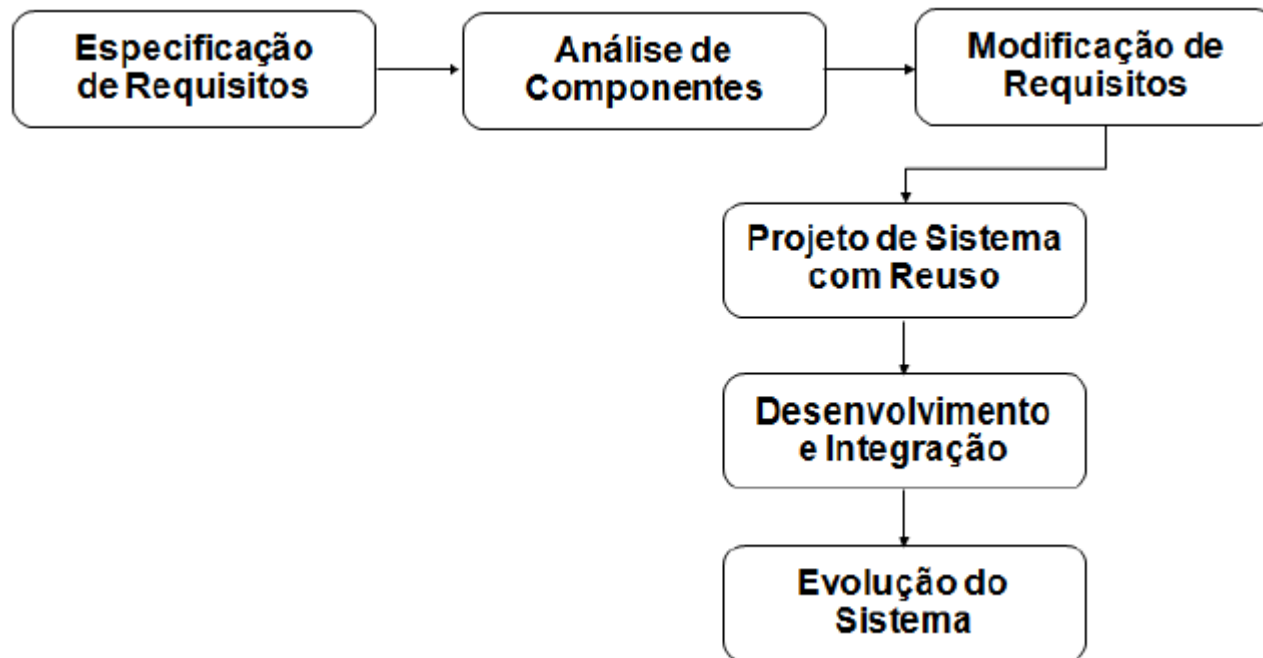 Especificação
de Requisitos
Análise de
Componentes
Modificação de
Requisitos
Projeto de Sistema
com Reuso
Desenvolvimento
e Integração
Evolução do
Sistema